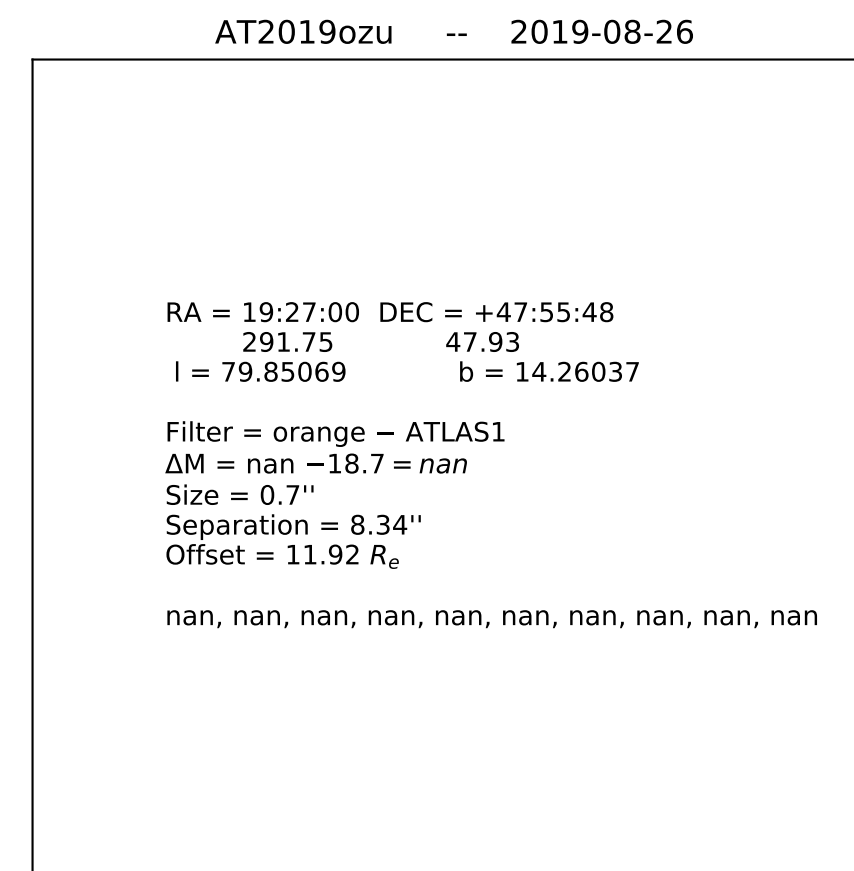 AT2019ozu -- 2019-08-26
RA = 19:27:00 DEC = +47:55:48
291.75 47.93
l = 79.85069 b = 14.26037
Filter = orange − ATLAS1
ΔM = nan −18.7 = nan
Size = 0.7''
Separation = 8.34''
Offset = 11.92 Re
nan, nan, nan, nan, nan, nan, nan, nan, nan, nan